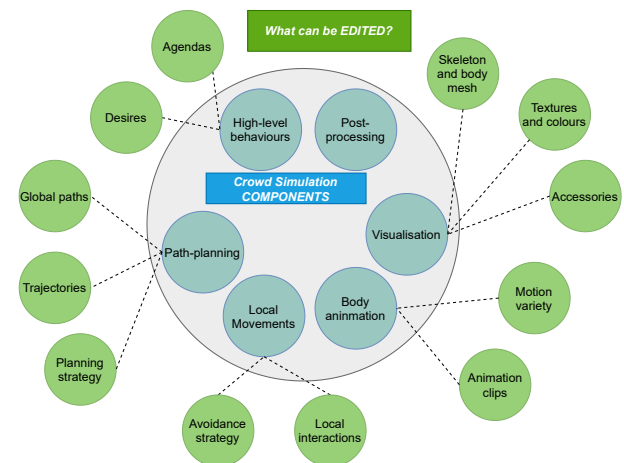 What can be EDITED?
Agendas
Skeleton
and body
mesh
Desires
High-level
behaviours
Post-
processing
Textures
and colours
Crowd Simulation
COMPONENTS
Global paths
Accessories
Visualisation
Path-planning
Trajectories
Local
Movements
Body
aninmation
Motion
variety
Planning
strategy
Animation
clips
Avoidance
strategy
Local
interactions